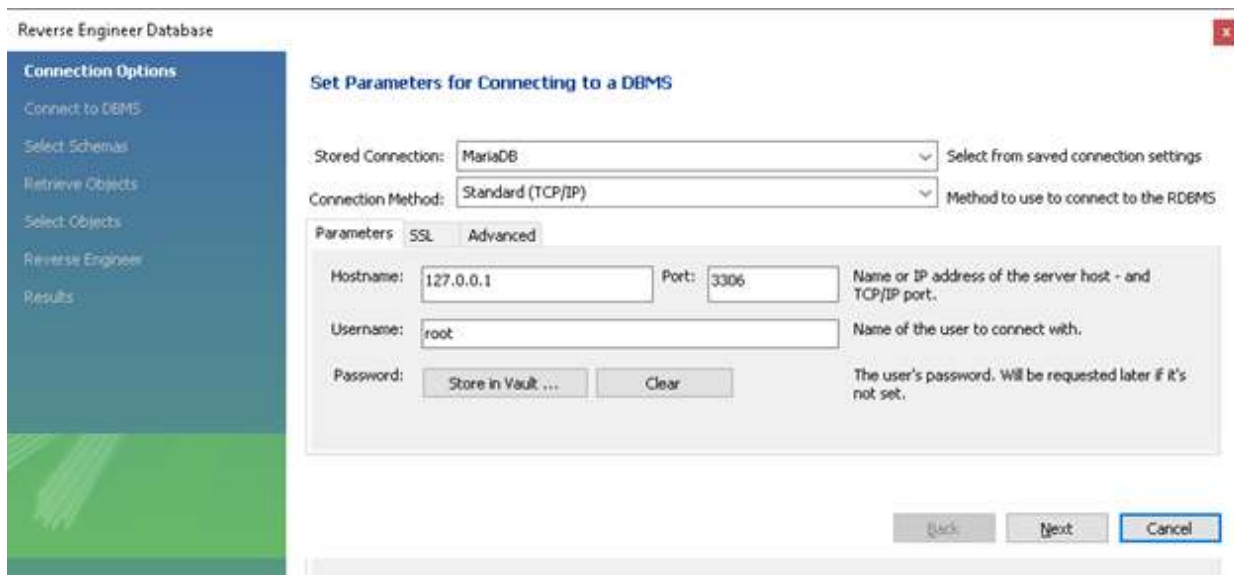 Reverse Engineer Database
x
Connection Options
Connect to DBMS
Select Schemas
Retrieve Objects
Select Objects
Reverse Engineer
Results
Set Parameters for Connecting to a DBMS
Stored Connection: MariaDB Select from saved connection settings
Connection Method: Standard (TCP/IP) Method to use to connect to the RDBMS
Parameters SSL Advanced
Hostname: 127.0.0.1 Port: 3306 Name or IP address of the server host - and
TCP/IP port.
Username: root Name of the user to connect with.
Password: Store in Vault ... Clear The user's password. Will be requested later if it's
not set.
Back Next Cancel